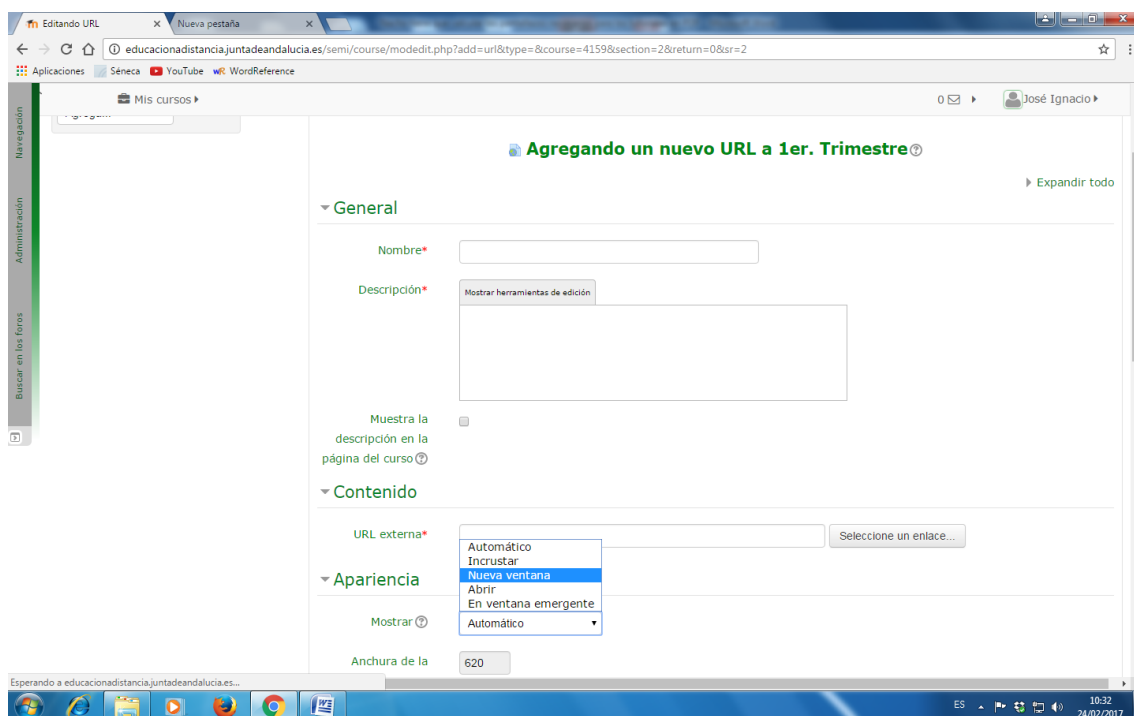 Editando URL
Nueva pestaña
educacionadistancia.juntadeandalucia.es/semi/course/modedit.php?add=url&type=&course=4159&section=2&return=0&sr=2
Aplicaciones Séneca YouTube WR WordReference
Mis cursos
0
José Ignacio
Navegación
Administración
Buscar en los foros
Agregando un nuevo URL a 1er. Trimestre
Expandir todo
General
Nombre*
Descripción*
Mostrar herramientas de edición
Muestra la
descripción en la
página del curso
Contenido
URL externa*
Seleccione un enlace...
Automático
Incrustar
Nueva ventana
Abrir
En ventana emergente
Apariencia
Mostrar
Automático
Anchura de la
620
Esperando a educacionadistancia.juntadeandalucia.es...
ES
10:32
24/02/2017